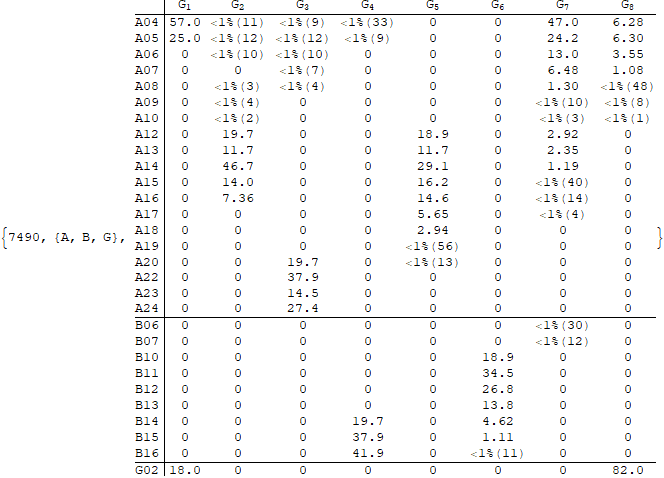 G1 G2 G3 G4 G5 G6 G7 G8
A04 57.0 <1%(11) <1%(9) <1%(33) 0 0 47.0 6.28
A05 25.0 <1%(12) <1%(12) <1%(9) 0 0 24.2 6.30
A06 0 <1%(10) <1%(10) 0 0 0 13.0 3.55
A07 0 0 <1%(7) 0 0 0 6.48 1.08
A08 0 <1%(3) <1%(4) 0 0 0 1.30 <1%(48)
A09 0 <1%(4) 0 0 0 0 <1%(10) <1%(8)
A10 0 <1%(2) 0 0 0 0 <1%(3) <1%(1)
A12 0 19.7 0 0 18.9 0 2.92 0
A13 0 11.7 0 0 11.7 0 2.35 0
A14 0 46.7 0 0 29.1 0 1.19 0
A15 0 14.0 0 0 16.2 0 <1%(40) 0
A16 0 7.36 0 0 14.6 0 <1%(14) 0
A17 0 0 0 0 5.65 0 <1%(4) 0
{7490, {A, B, G}, A18 0 0 0 0 2.94 0 0 0 }
A19 0 0 0 0 <1%(56) 0 0 0
A20 0 0 19.7 0 <1%(13) 0 0 0
A22 0 0 37.9 0 0 0 0 0
A23 0 0 14.5 0 0 0 0 0
A24 0 0 27.4 0 0 0 0 0
B06 0 0 0 0 0 0 <1%(30) 0
B07 0 0 0 0 0 0 <1%(12) 0
B10 0 0 0 0 0 18.9 0 0
B11 0 0 0 0 0 34.5 0 0
B12 0 0 0 0 0 26.8 0 0
B13 0 0 0 0 0 13.8 0 0
B14 0 0 0 19.7 0 4.62 0 0
B15 0 0 0 37.9 0 1.11 0 0
B16 0 0 0 41.9 0 <1%(11) 0 0
G02 18.0 0 0 0 0 0 0 82.0